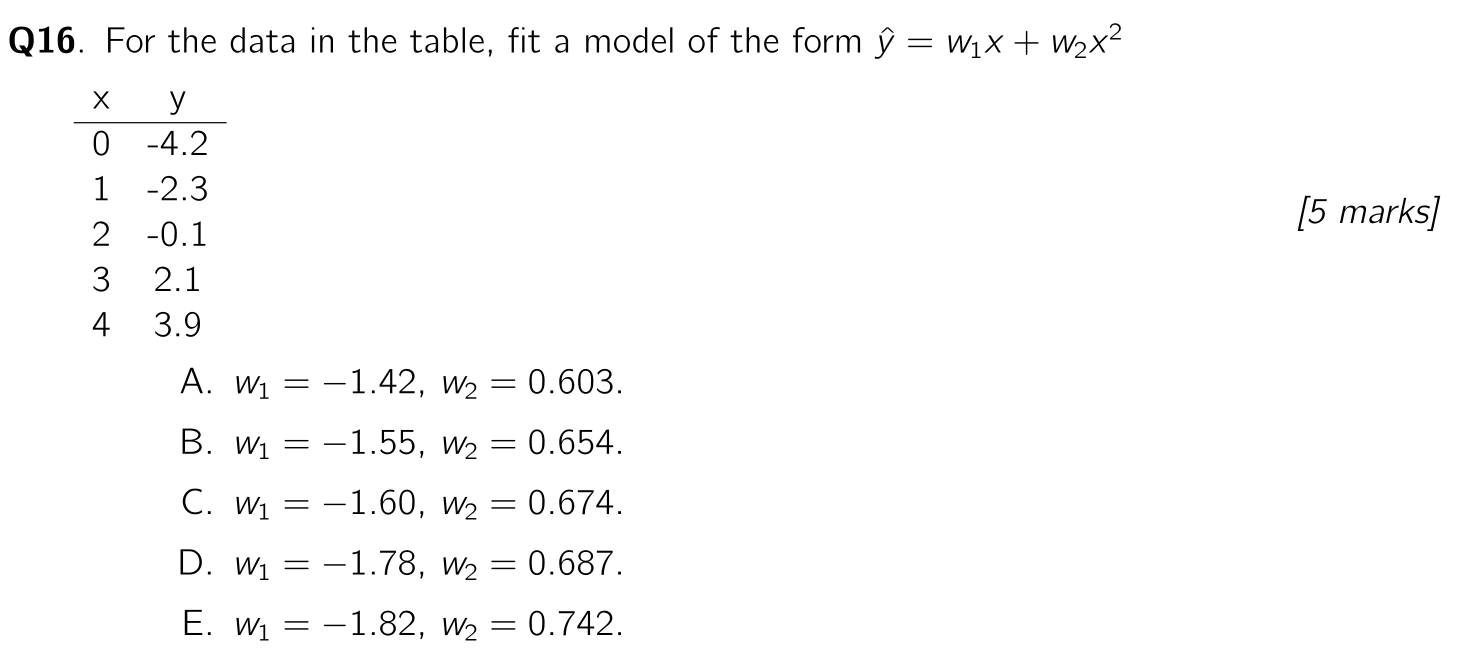 Q16. For the data in the table, fit a model of the form ŷ = w₁x + w₂x²
x y
0 -4.2
1 -2.3
[5 marks]
2 -0.1
3 2.1
4 3.9
A. w₁ = −1.42, w₂ = 0.603.
B. w₁ = −1.55, w₂ = 0.654.
C. w₁ = −1.60, w₂ = 0.674.
D. w₁ = −1.78, w₂ = 0.687.
E. w₁ = −1.82, w₂ = 0.742.